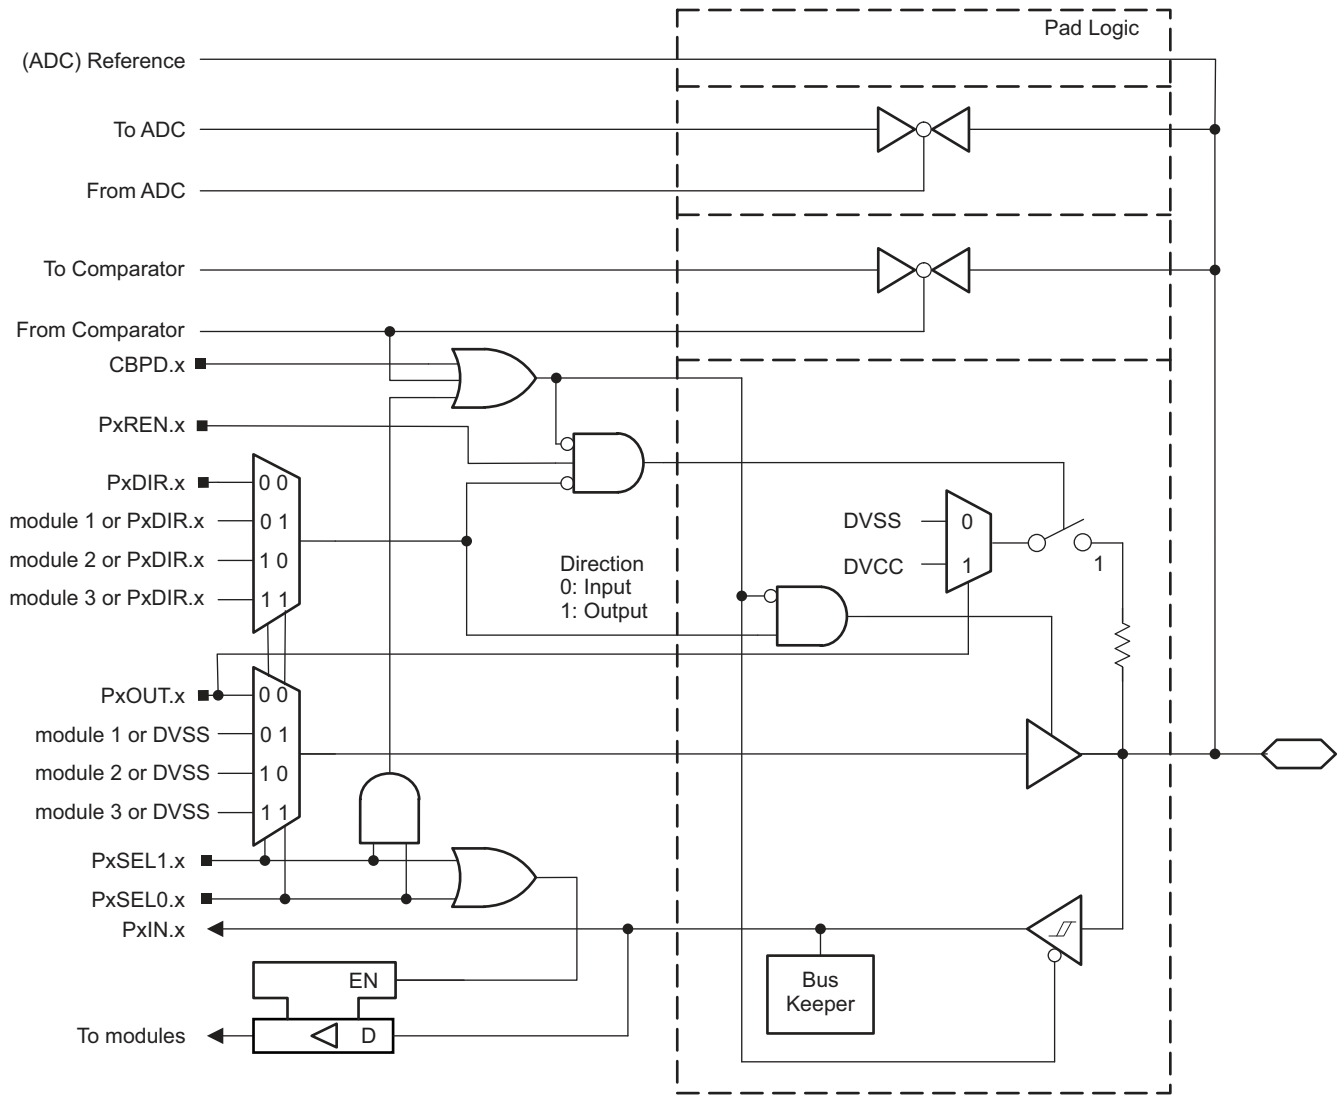 Pad Logic
(ADC) Reference
To ADC
From ADC
To Comparator
From Comparator
CBPD.x
PxREN.x
PxDIR.x
0 0
module 1 or PxDIR.x
0 1
module 2 or PxDIR.x
1 0
module 3 or PxDIR.x
1 1
Direction
0: Input
1: Output
DVSS
0
DVCC
1
1
PxOUT.x
0 0
module 1 or DVSS
0 1
module 2 or DVSS
1 0
module 3 or DVSS
1 1
PxSEL1.x
PxSEL0.x
PxIN.x
EN
Bus
Keeper
To modules
D